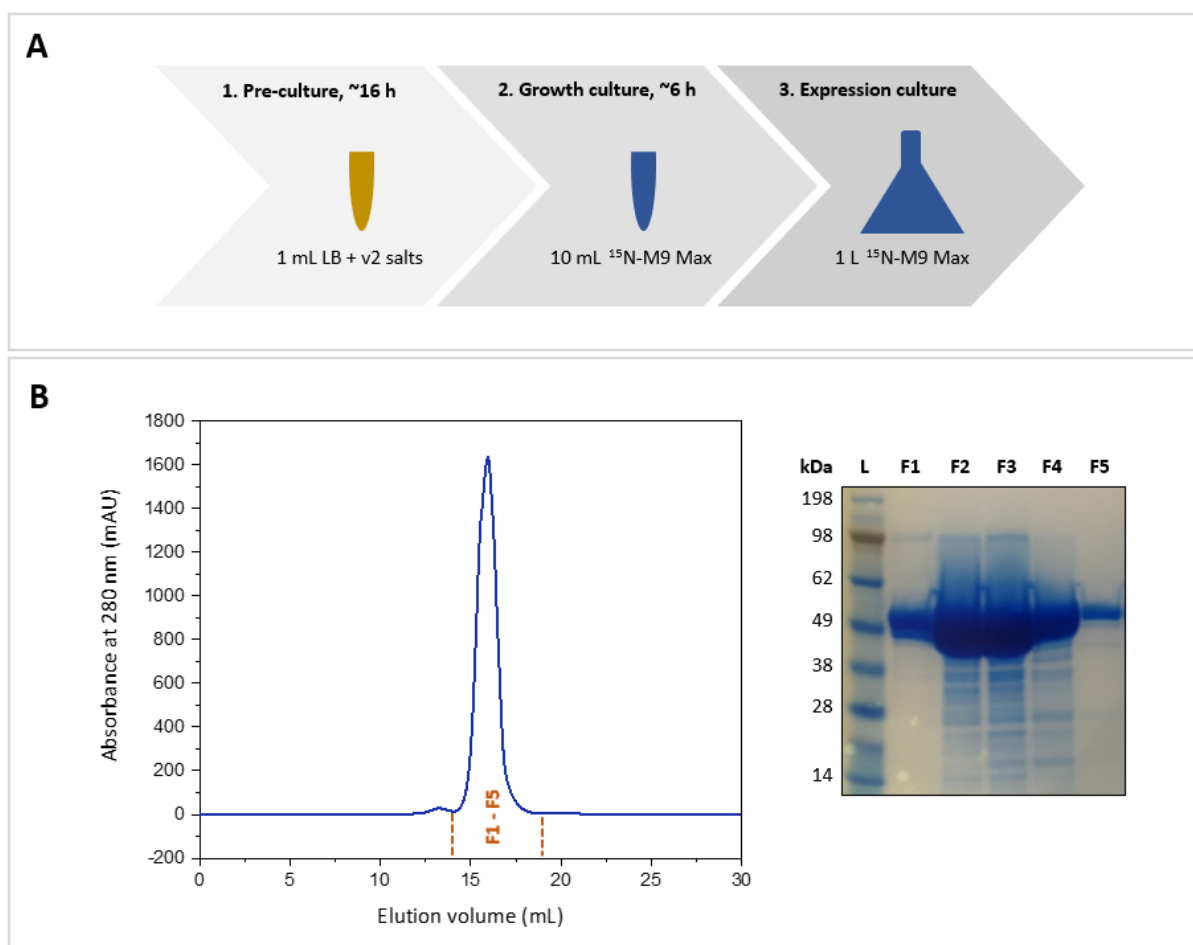 A
1. Pre-culture, ~16 h
2. Growth culture, ~6 h
3. Expression culture
1 mL LB + v2 salts
10 mL ¹⁵N-M9 Max
1 L ¹⁵N-M9 Max
B
Absorbance at 280 nm (mAU)
1800
1600
1400
1200
1000
800
600
400
200
0
-200
F1 - F5
0 5 10 15 20 25 30
Elution volume (mL)
kDa L F1 F2 F3 F4 F5
198
98
62
49
38
28
14